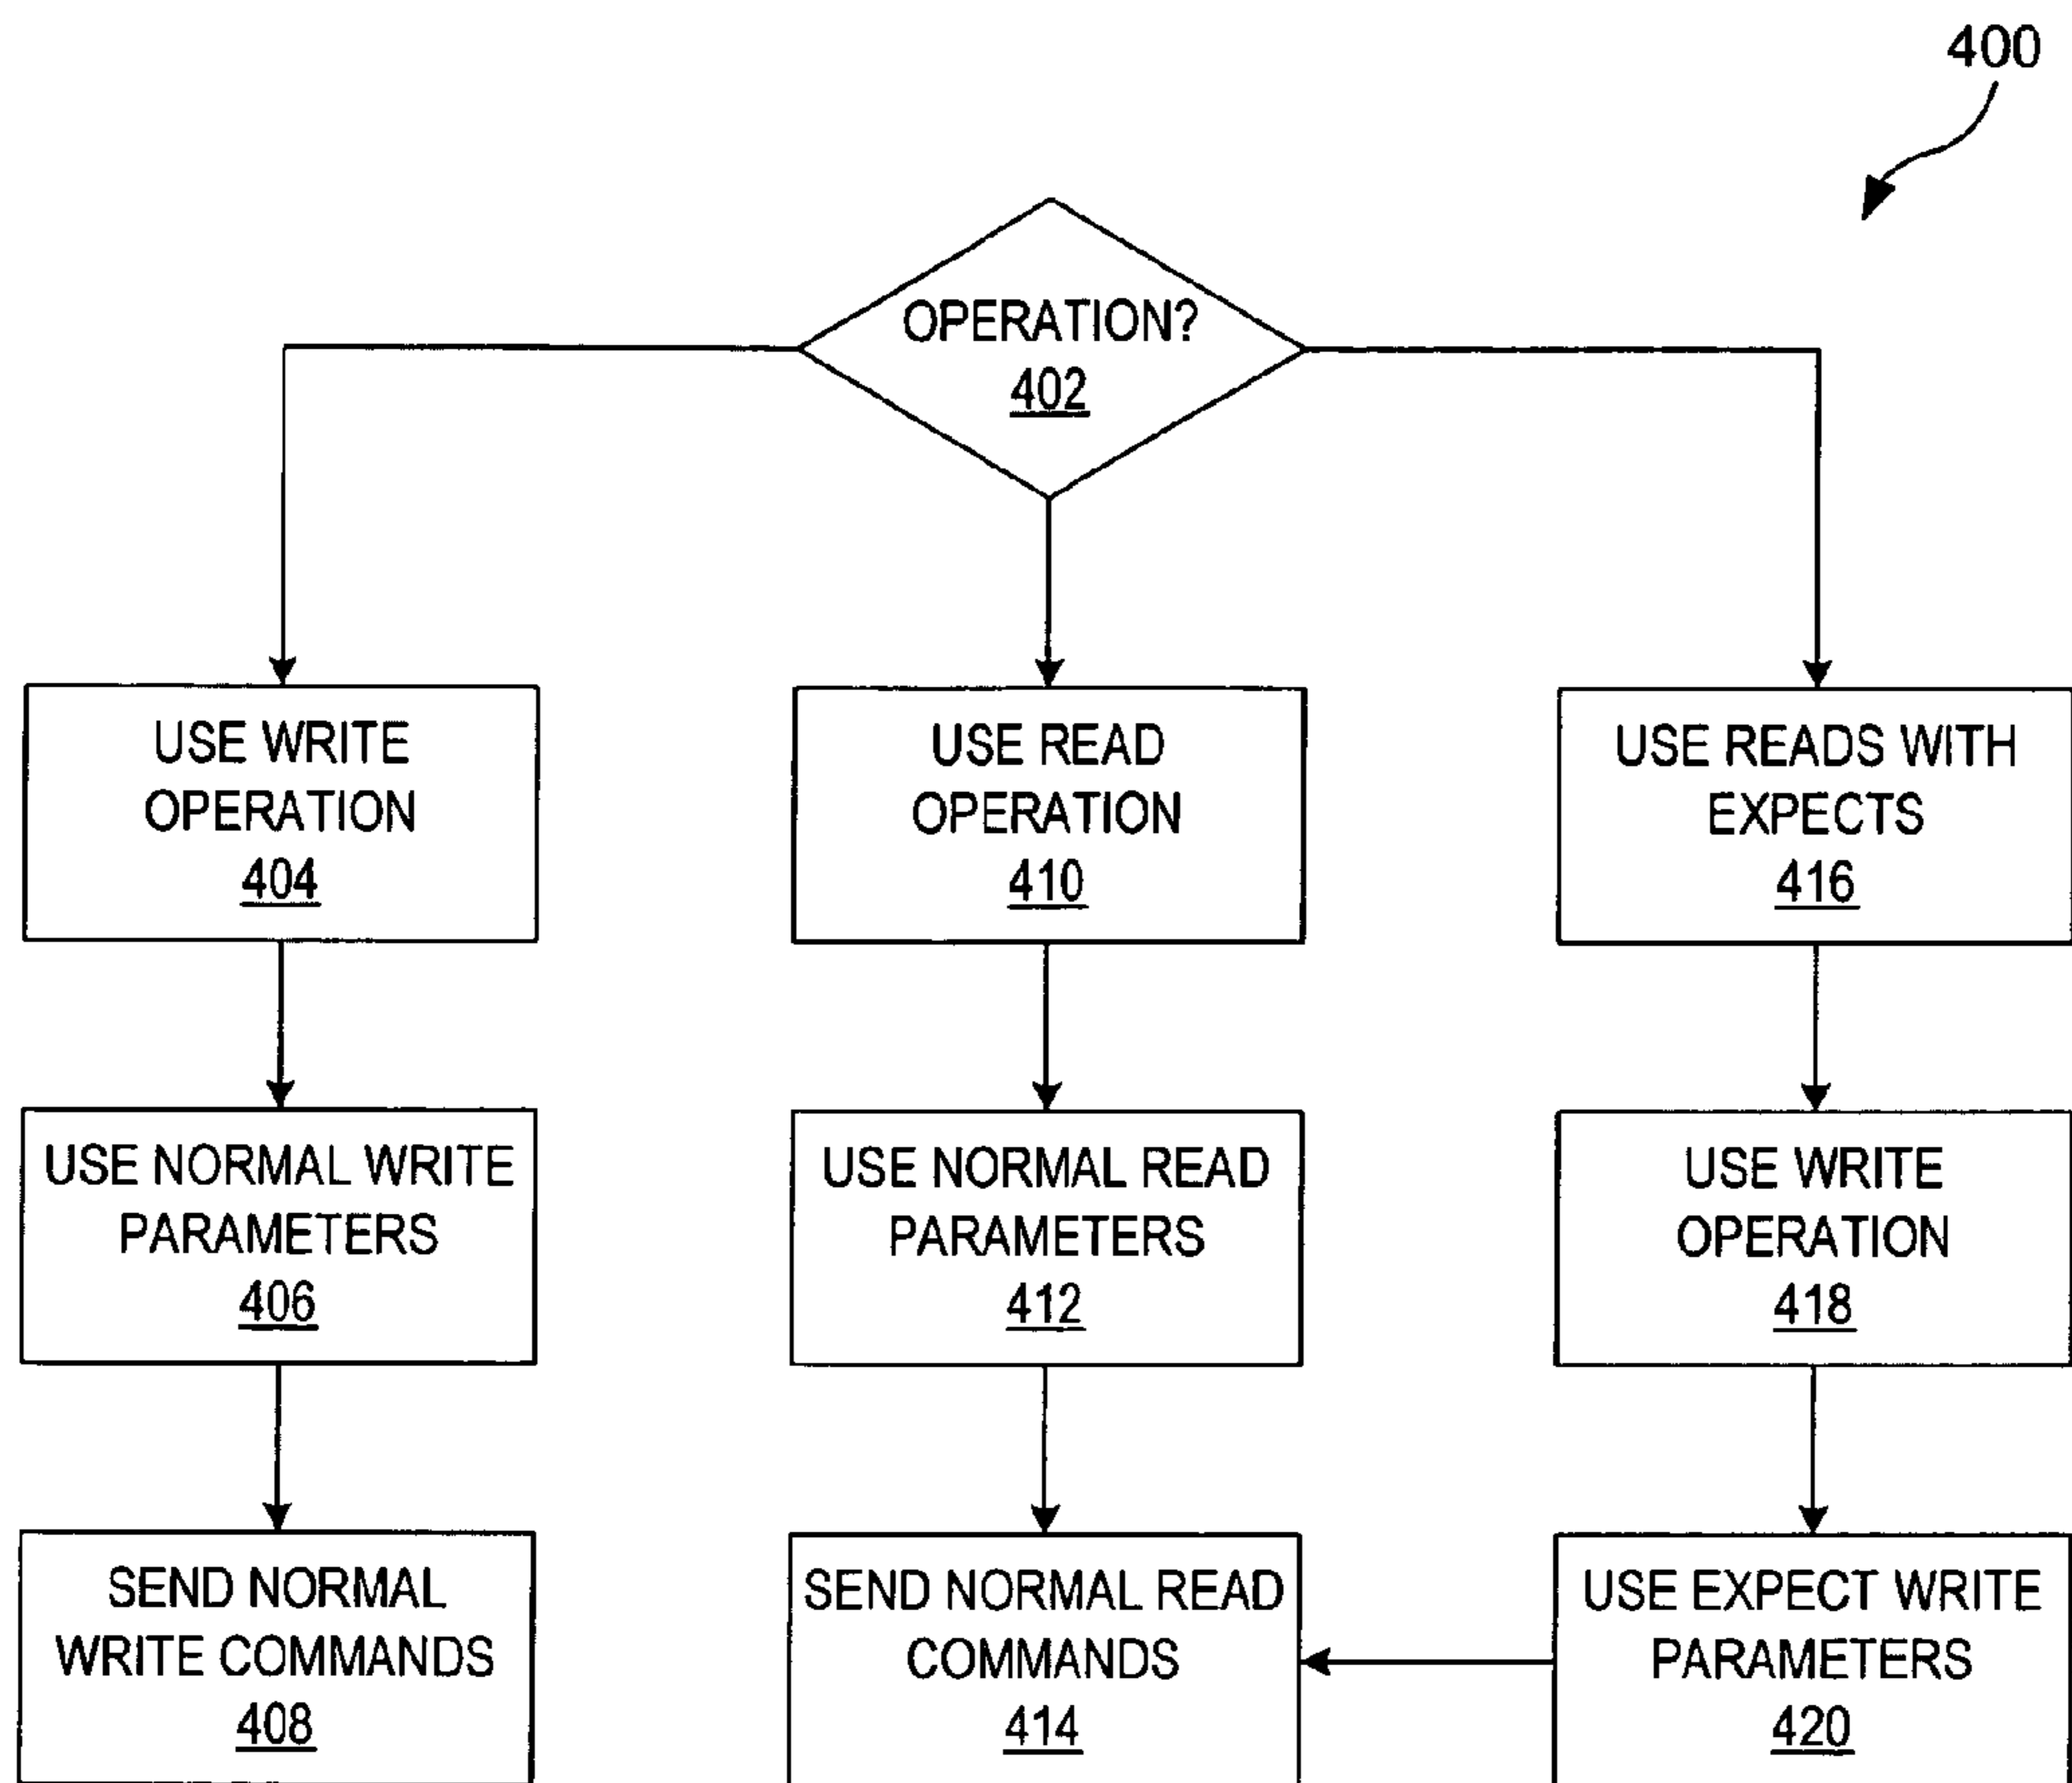 400
OPERATION?
402
USE WRITE
OPERATION
404
USE READ
OPERATION
410
USE READS WITH
EXPECTS
416
USE NORMAL WRITE
PARAMETERS
406
USE NORMAL READ
PARAMETERS
412
USE WRITE
OPERATION
418
SEND NORMAL
WRITE COMMANDS
408
SEND NORMAL READ
COMMANDS
414
USE EXPECT WRITE
PARAMETERS
420